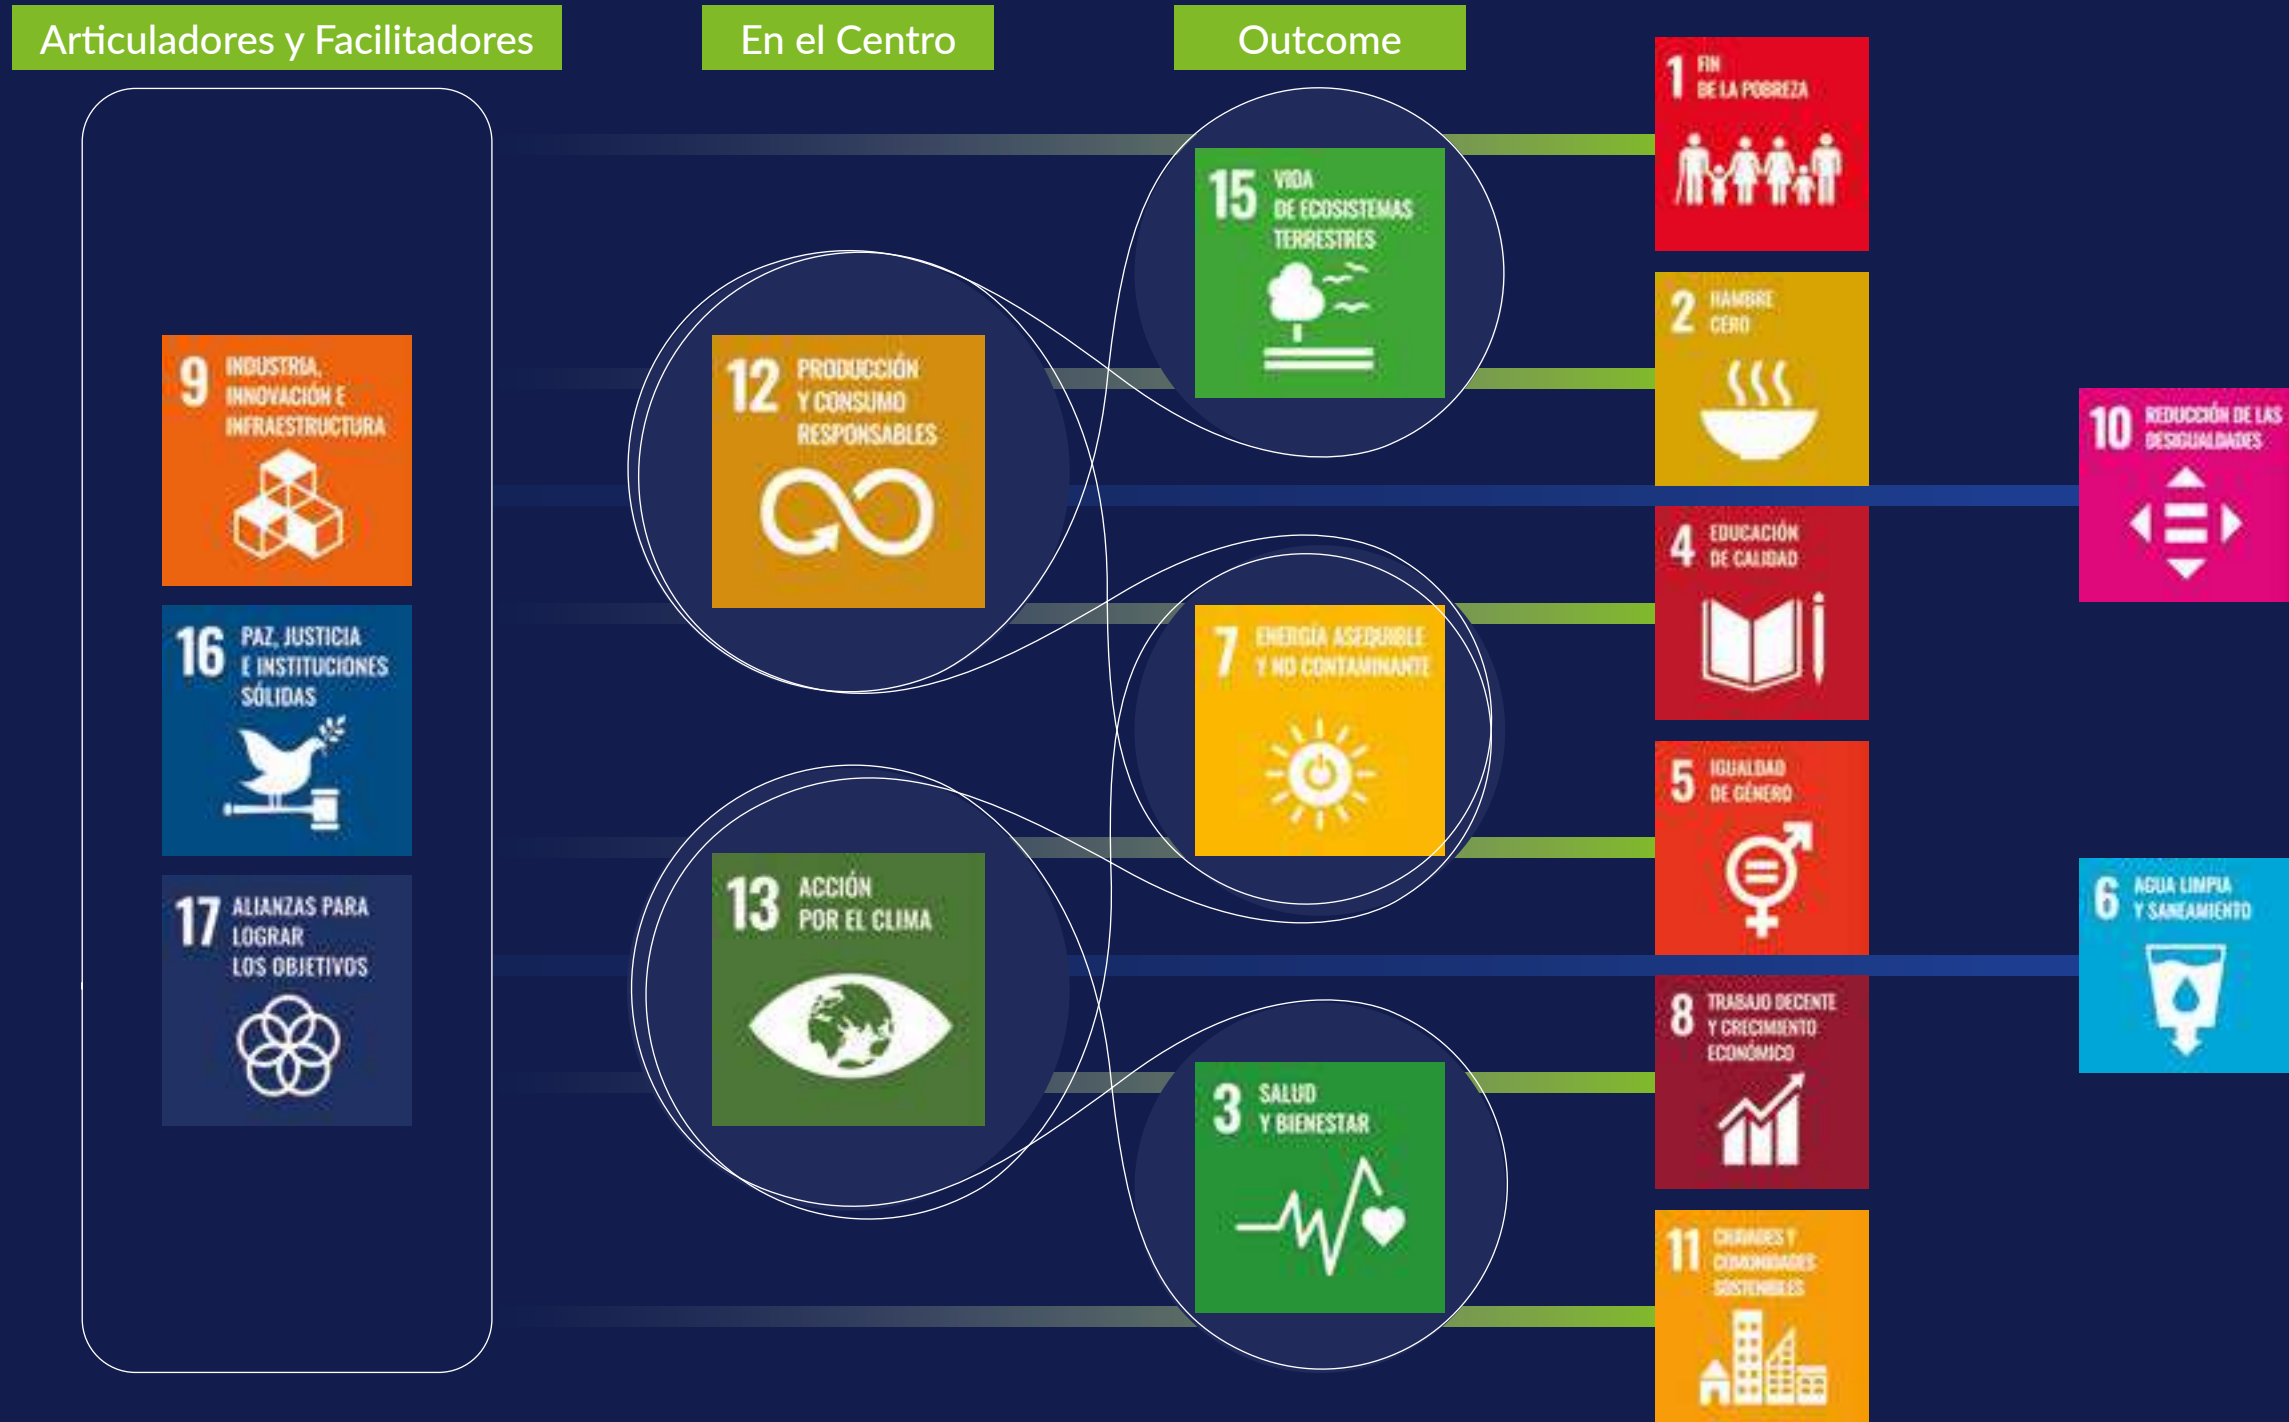 Articuladores y Facilitadores
En el Centro
Outcome
9 INDUSTRIA,
INNOVACIÓN E
INFRAESTRUCTURA
16 PAZ, JUSTICIA
E INSTITUCIONES
SÓLIDAS
17 ALIANZAS PARA
LOGRAR
LOS OBJETIVOS
12 PRODUCCIÓN
Y CONSUMO
RESPONSABLES
13 ACCIÓN
POR EL CLIMA
15 VIDA
DE ECOSISTEMAS
TERRESTRES
7 ENERGÍA ASEQUIBLE
Y NO CONTAMINANTE
3 SALUD
Y BIENESTAR
1 FIN
DE LA POBREZA
2 HAMBRE
CERO
4 EDUCACIÓN
DE CALIDAD
5 IGUALDAD
DE GÉNERO
8 TRABAJO DECENTE
Y CRECIMIENTO
ECONÓMICO
11 CIUDADES Y
COMUNIDADES
SOSTENIBLES
10 REDUCCIÓN DE LAS
DESIGUALDADES
6 AGUA LIMPIA
Y SANEAMIENTO